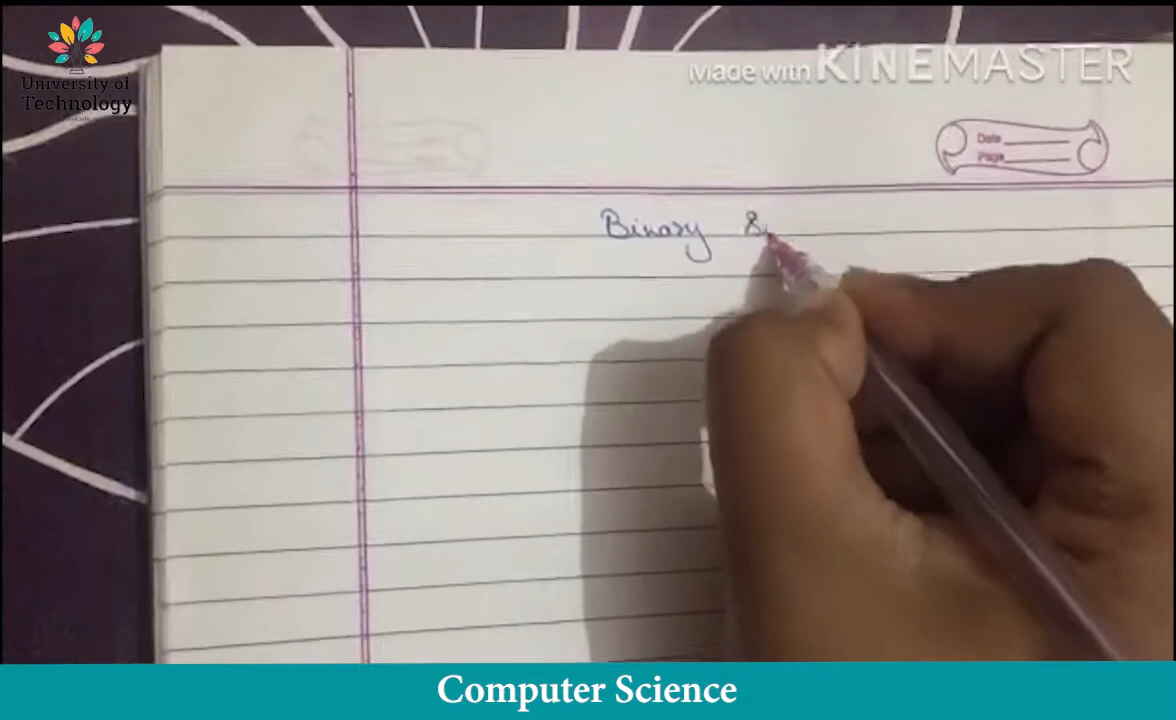 University of
Technology
Made with KINEMASTER
Date
Page
Binary S
Computer Science